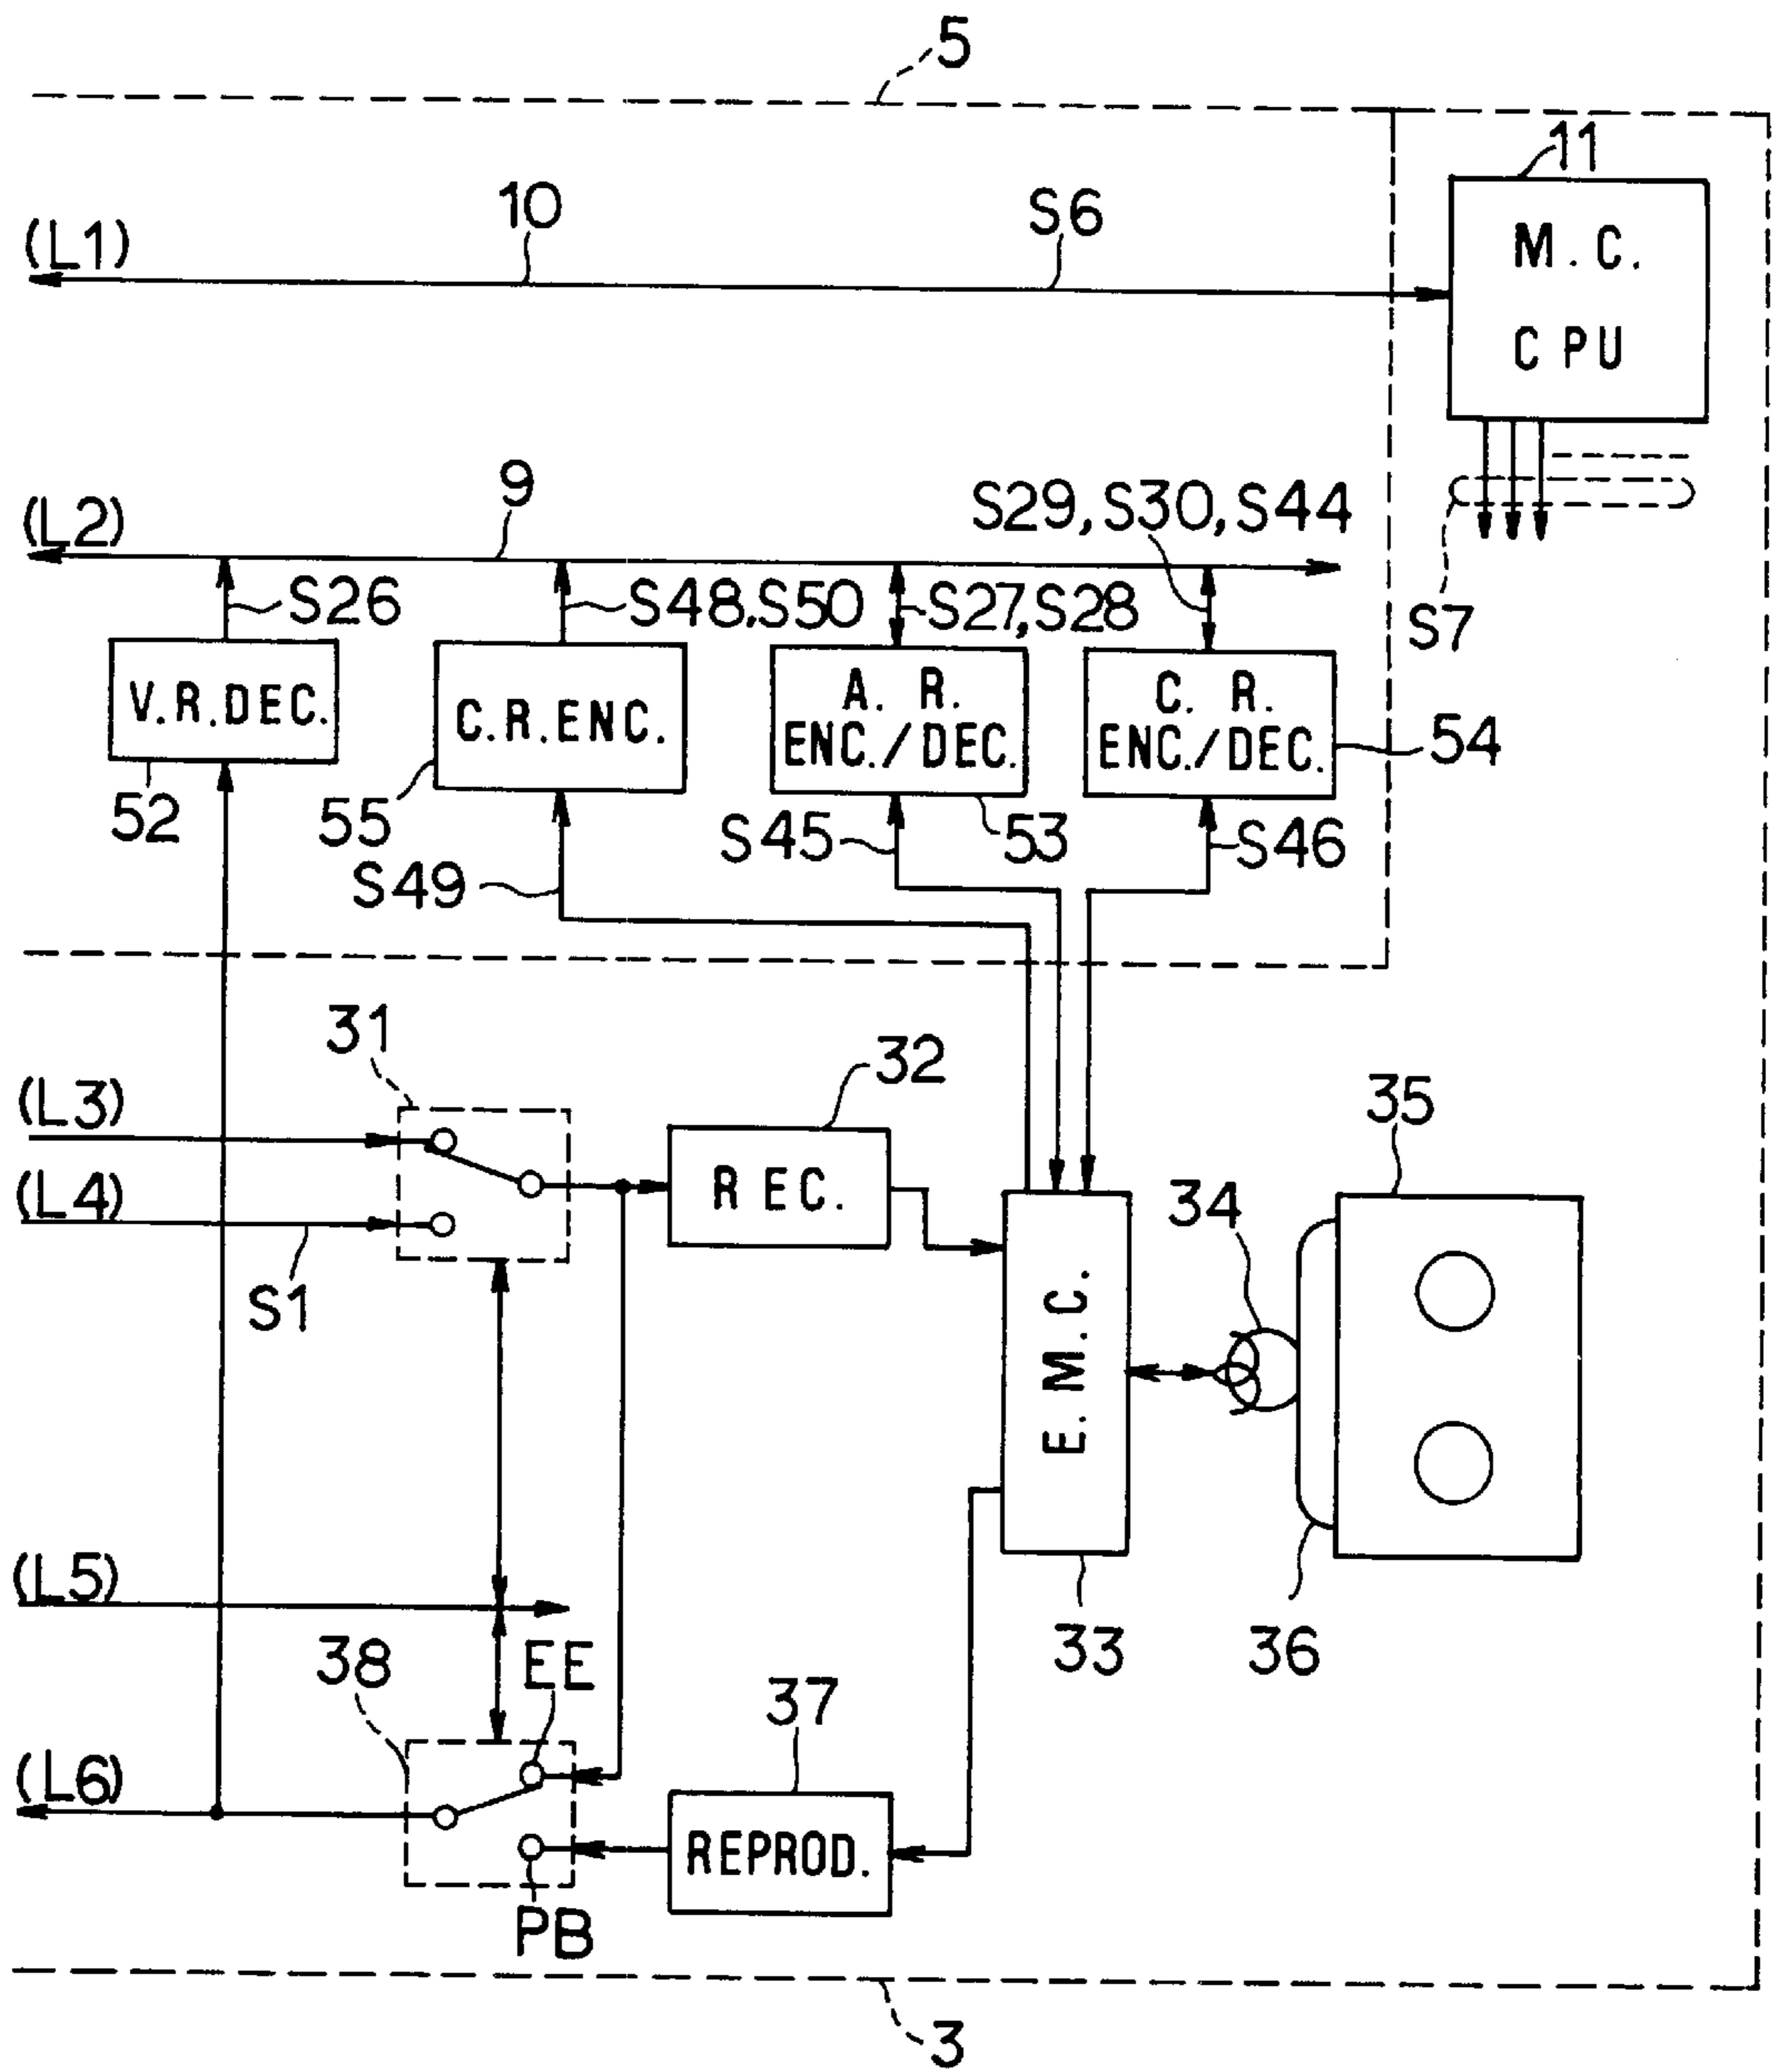 5
11
10
S6
(L1)
M.C.
CPU
9
S29, S30, S44
(L2)
S26
S48, S50
S27, S28
S7
V.R.DEC.
C.R.ENC.
A. R.
ENC./DEC.
C. R.
ENC./DEC.
54
52
55
S45
53
S46
S49
31
32
35
(L3)
REC.
34
(L4)
S1
E.M.C.
(L5)
38
EE
33
36
37
(L6)
REPROD.
PB
3